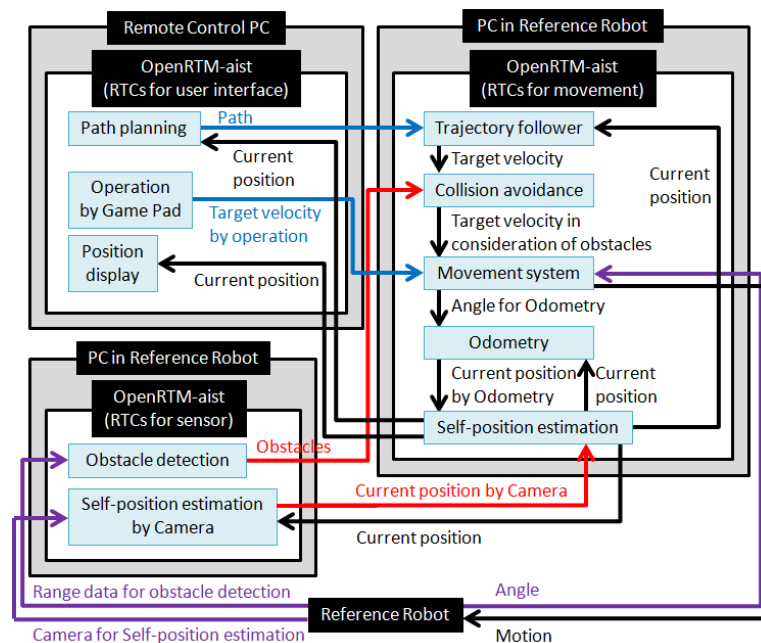 Remote Control PC
OpenRTM-aist
(RTCs for user interface)
Path planning
Path
Current
position
Operation
by Game Pad
Target velocity
by operation
Position
display
Current position
PC in Reference Robot
OpenRTM-aist
(RTCs for movement)
Trajectory follower
Target velocity
Current
position
Collision avoidance
Target velocity in
consideration of obstacles
Movement system
Angle for Odometry
Odometry
Current position
by Odometry
Current
position
Self-position estimation
PC in Reference Robot
OpenRTM-aist
(RTCs for sensor)
Obstacle detection
Obstacles
Self-position estimation
by Camera
Current position by Camera
Current position
Range data for obstacle detection
Angle
Reference Robot
Camera for Self-position estimation
Motion